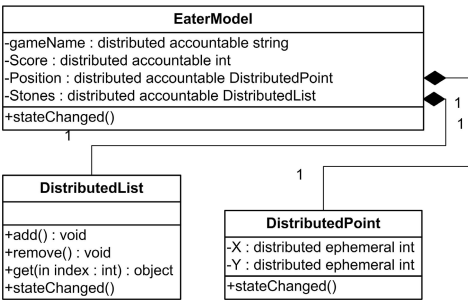 EaterModel
-gameName : distributed accountable string
-Score : distributed accountable int
-Position : distributed accountable DistributedPoint
-Stones : distributed accountable DistributedList
+stateChanged()
1
1
1
1
DistributedList
+add() : void
+remove() : void
+get(in index : int) : object
+stateChanged()
DistributedPoint
-X : distributed ephemeral int
-Y : distributed ephemeral int
+stateChanged()